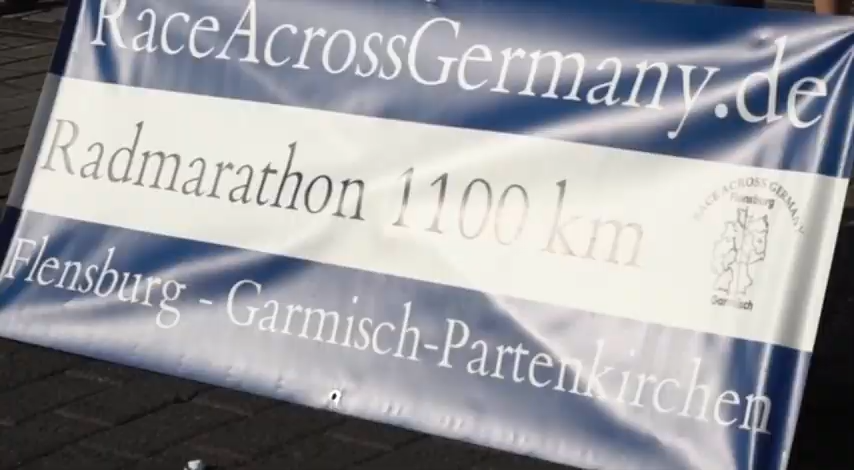 RaceAcrossGermany.de
Radmarathon 1100 km
RACE ACROSS GERMANY
Flensburg
Garmisch
Flensburg - Garmisch-Partenkirchen